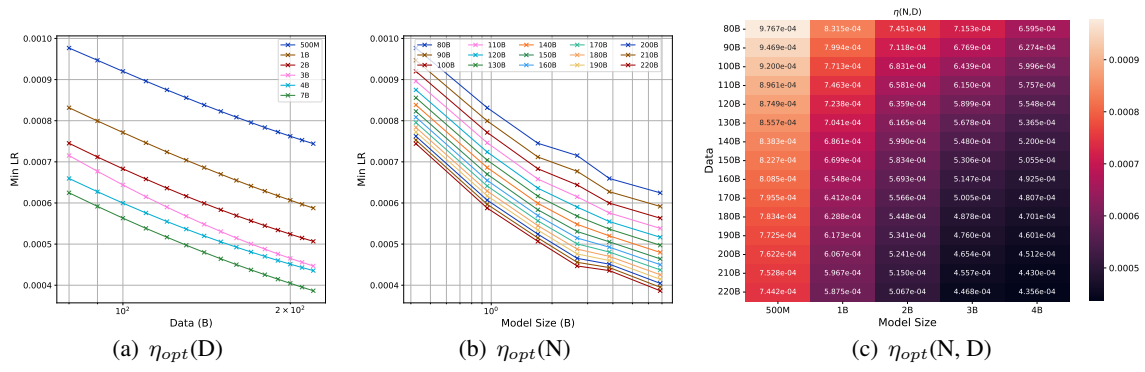 0.0010
0.0009
0.0008
0.0007
0.0006
0.0005
0.0004
Min LR
10²
2 × 10²
Data (B)
500M
1B
2B
3B
4B
7B
(a) η_opt(D)
0.0010
0.0009
0.0008
0.0007
0.0006
0.0005
0.0004
Min LR
10⁰
Model Size (B)
80B 110B 140B 170B 200B
90B 120B 150B 180B 210B
100B 130B 160B 190B 220B
(b) η_opt(N)
η(N,D)
Data
80B 9.767e-04 8.315e-04 7.451e-04 7.153e-04 6.595e-04
90B 9.469e-04 7.994e-04 7.118e-04 6.769e-04 6.274e-04
100B 9.200e-04 7.713e-04 6.831e-04 6.439e-04 5.996e-04
110B 8.961e-04 7.463e-04 6.581e-04 6.150e-04 5.757e-04
120B 8.749e-04 7.238e-04 6.359e-04 5.899e-04 5.548e-04
130B 8.557e-04 7.041e-04 6.165e-04 5.678e-04 5.365e-04
140B 8.383e-04 6.861e-04 5.990e-04 5.480e-04 5.200e-04
150B 8.227e-04 6.699e-04 5.834e-04 5.306e-04 5.055e-04
160B 8.085e-04 6.548e-04 5.693e-04 5.147e-04 4.925e-04
170B 7.955e-04 6.412e-04 5.566e-04 5.005e-04 4.807e-04
180B 7.834e-04 6.288e-04 5.448e-04 4.878e-04 4.701e-04
190B 7.725e-04 6.173e-04 5.341e-04 4.760e-04 4.601e-04
200B 7.622e-04 6.067e-04 5.241e-04 4.654e-04 4.512e-04
210B 7.528e-04 5.967e-04 5.150e-04 4.557e-04 4.430e-04
220B 7.442e-04 5.875e-04 5.067e-04 4.468e-04 4.356e-04
500M 1B 2B 3B 4B
Model Size
0.0009
0.0008
0.0007
0.0006
0.0005
(c) η_opt(N, D)